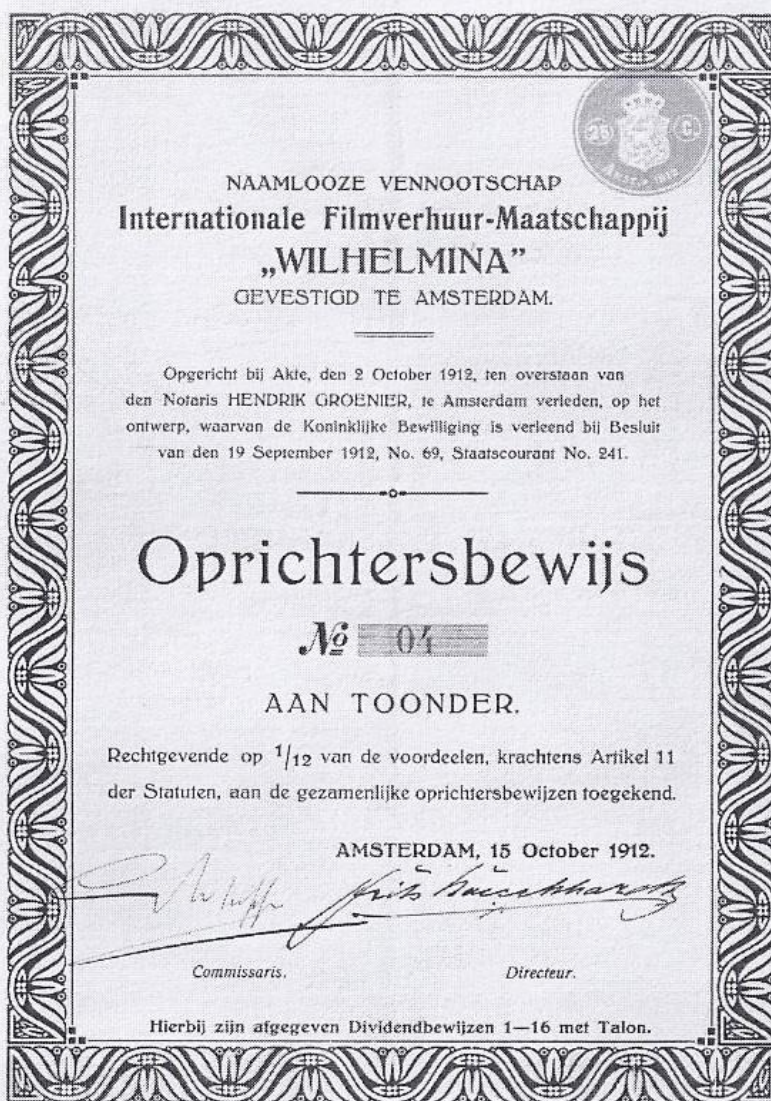 25 C.
AMST. 1912
NAAMLOOZE VENNOOTSCHAP
Internationale Filmverhuur-Maatschappij
„WILHELMINA”
GEVESTIGD TE AMSTERDAM.
Opgericht bij Akte, den 2 October 1912, ten overstaan van
den Notaris HENDRIK GROENIER, te Amsterdam verleden, op het
ontwerp, waarvan de Koninklijke Bewilliging is verleend bij Besluit
van den 19 September 1912, No. 69, Staatscourant No. 241.
Oprichtersbewijs
No 04
AAN TOONDER.
Rechtgevende op 1/12 van de voordeelen, krachtens Artikel 11
der Statuten, aan de gezamenlijke oprichtersbewijzen toegekend.
AMSTERDAM, 15 October 1912.
Frits
Commissaris. Directeur.
Hierbij zijn afgegeven Dividendbewijzen 1—16 met Talon.